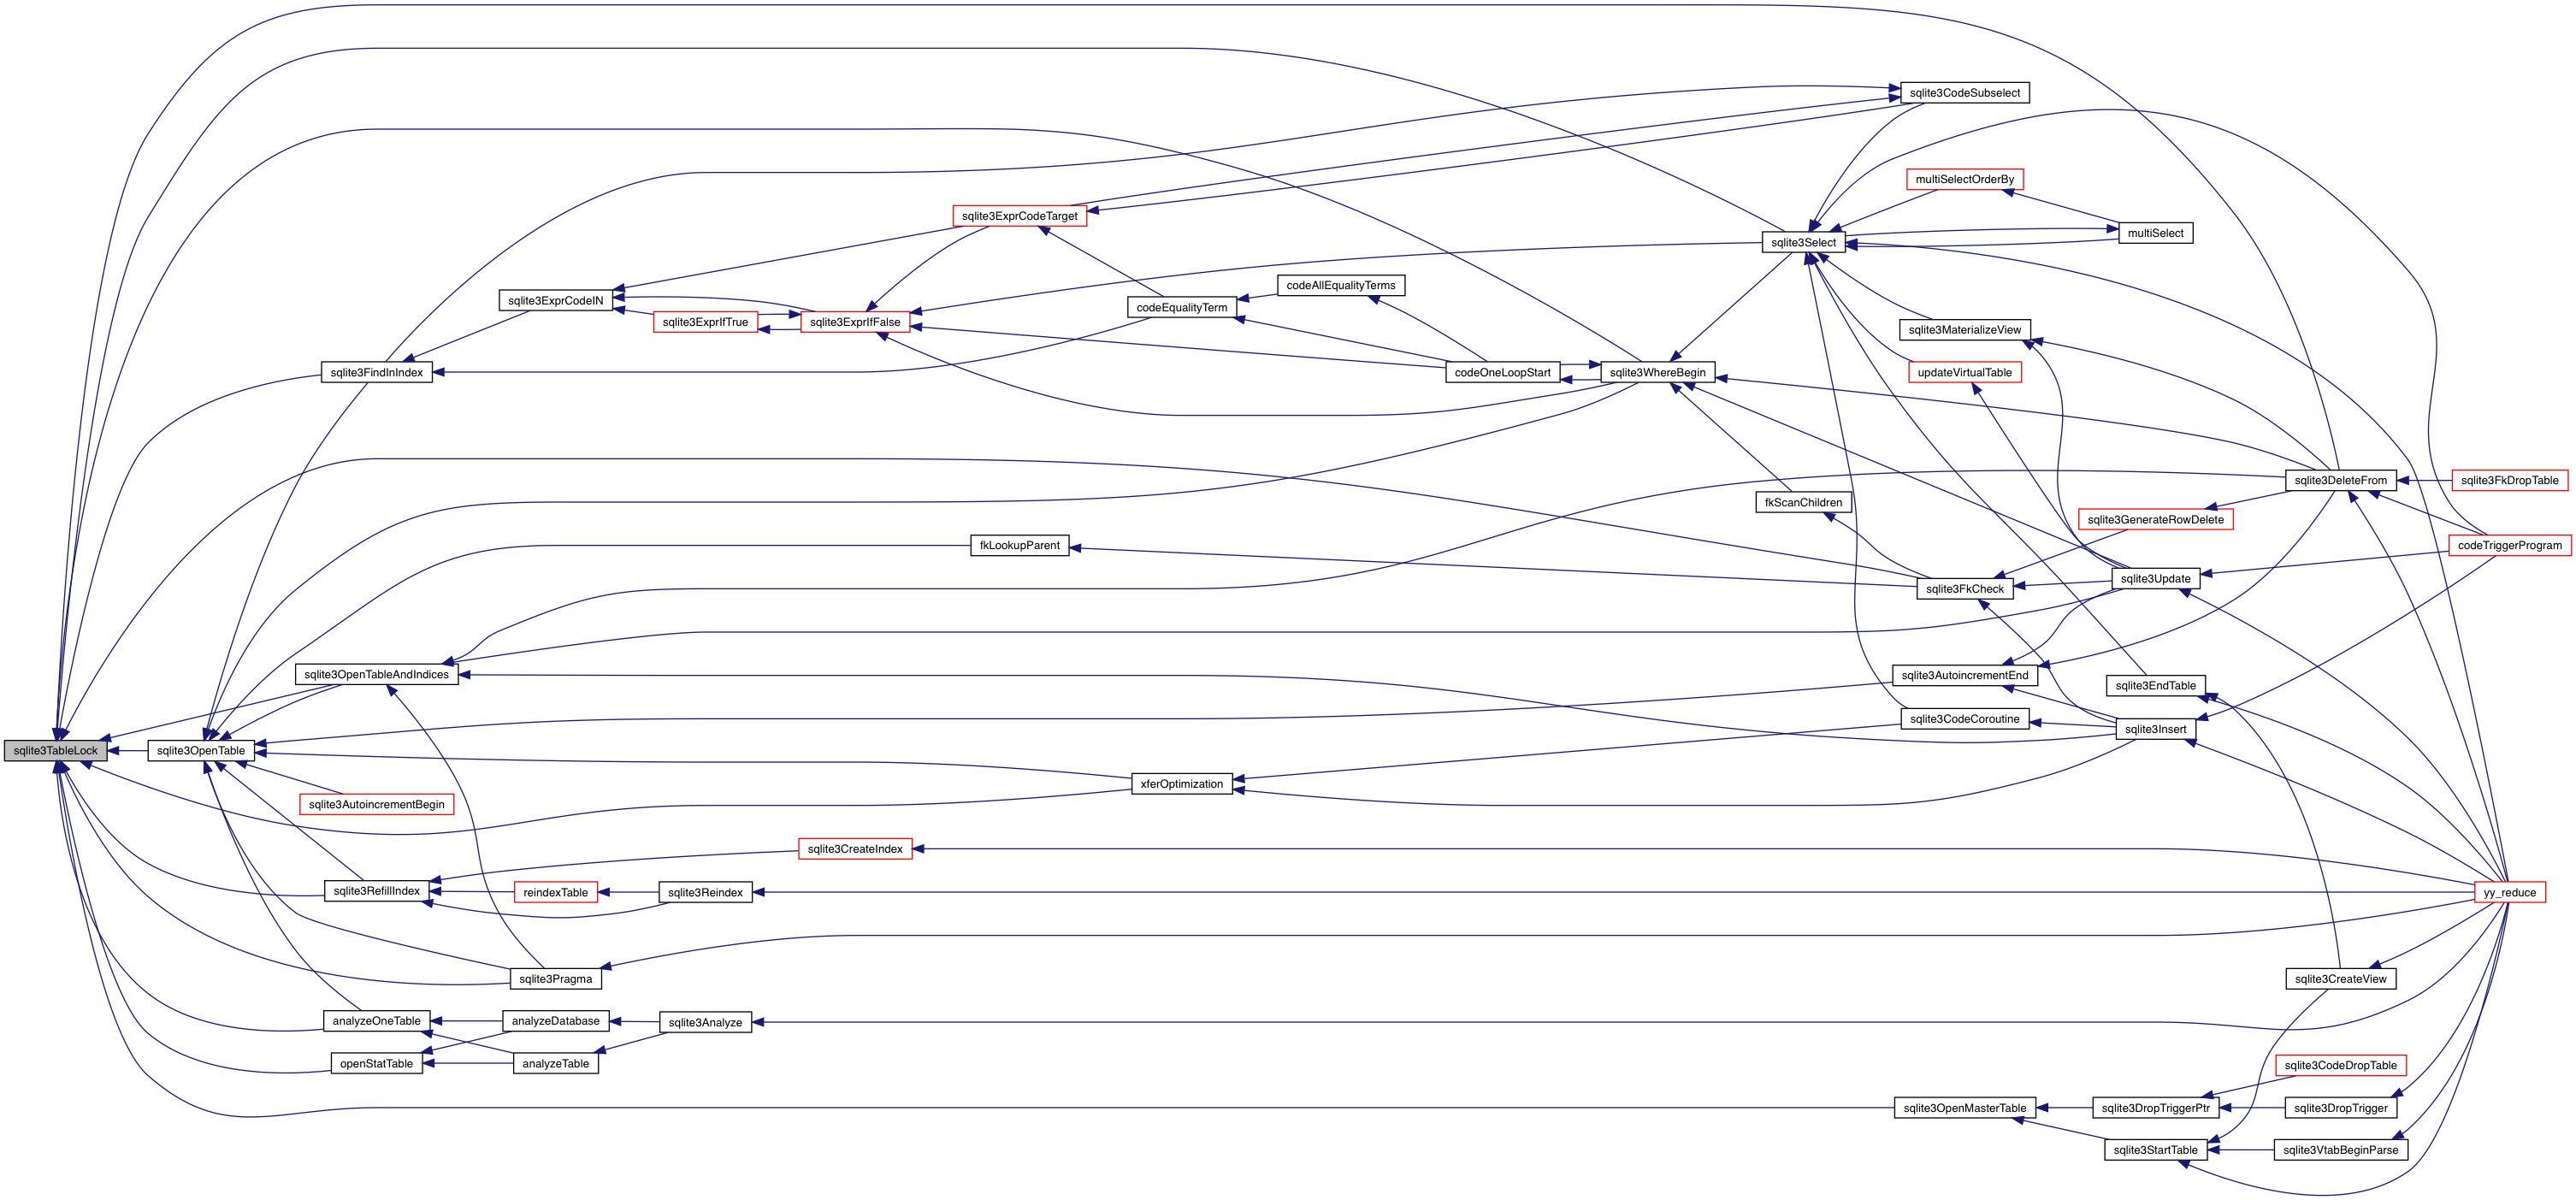 sqlite3CodeSubselect
multiSelectOrderBy
sqlite3ExprCodeTarget
multiSelect
sqlite3Select
codeAllEqualityTerms
sqlite3ExprCodeIN
codeEqualityTerm
sqlite3ExprIfTrue
sqlite3ExprIfFalse
sqlite3MaterializeView
sqlite3FindInIndex
codeOneLoopStart
sqlite3WhereBegin
updateVirtualTable
sqlite3DeleteFrom
sqlite3FkDropTable
fkScanChildren
sqlite3GenerateRowDelete
fkLookupParent
codeTriggerProgram
sqlite3Update
sqlite3FkCheck
sqlite3OpenTableAndIndices
sqlite3AutoincrementEnd
sqlite3EndTable
sqlite3CodeCoroutine
sqlite3Insert
sqlite3TableLock
sqlite3OpenTable
xferOptimization
sqlite3AutoincrementBegin
sqlite3CreateIndex
sqlite3RefillIndex
reindexTable
sqlite3Reindex
yy_reduce
sqlite3Pragma
sqlite3CreateView
analyzeOneTable
analyzeDatabase
sqlite3Analyze
openStatTable
analyzeTable
sqlite3CodeDropTable
sqlite3OpenMasterTable
sqlite3DropTriggerPtr
sqlite3DropTrigger
sqlite3StartTable
sqlite3VtabBeginParse